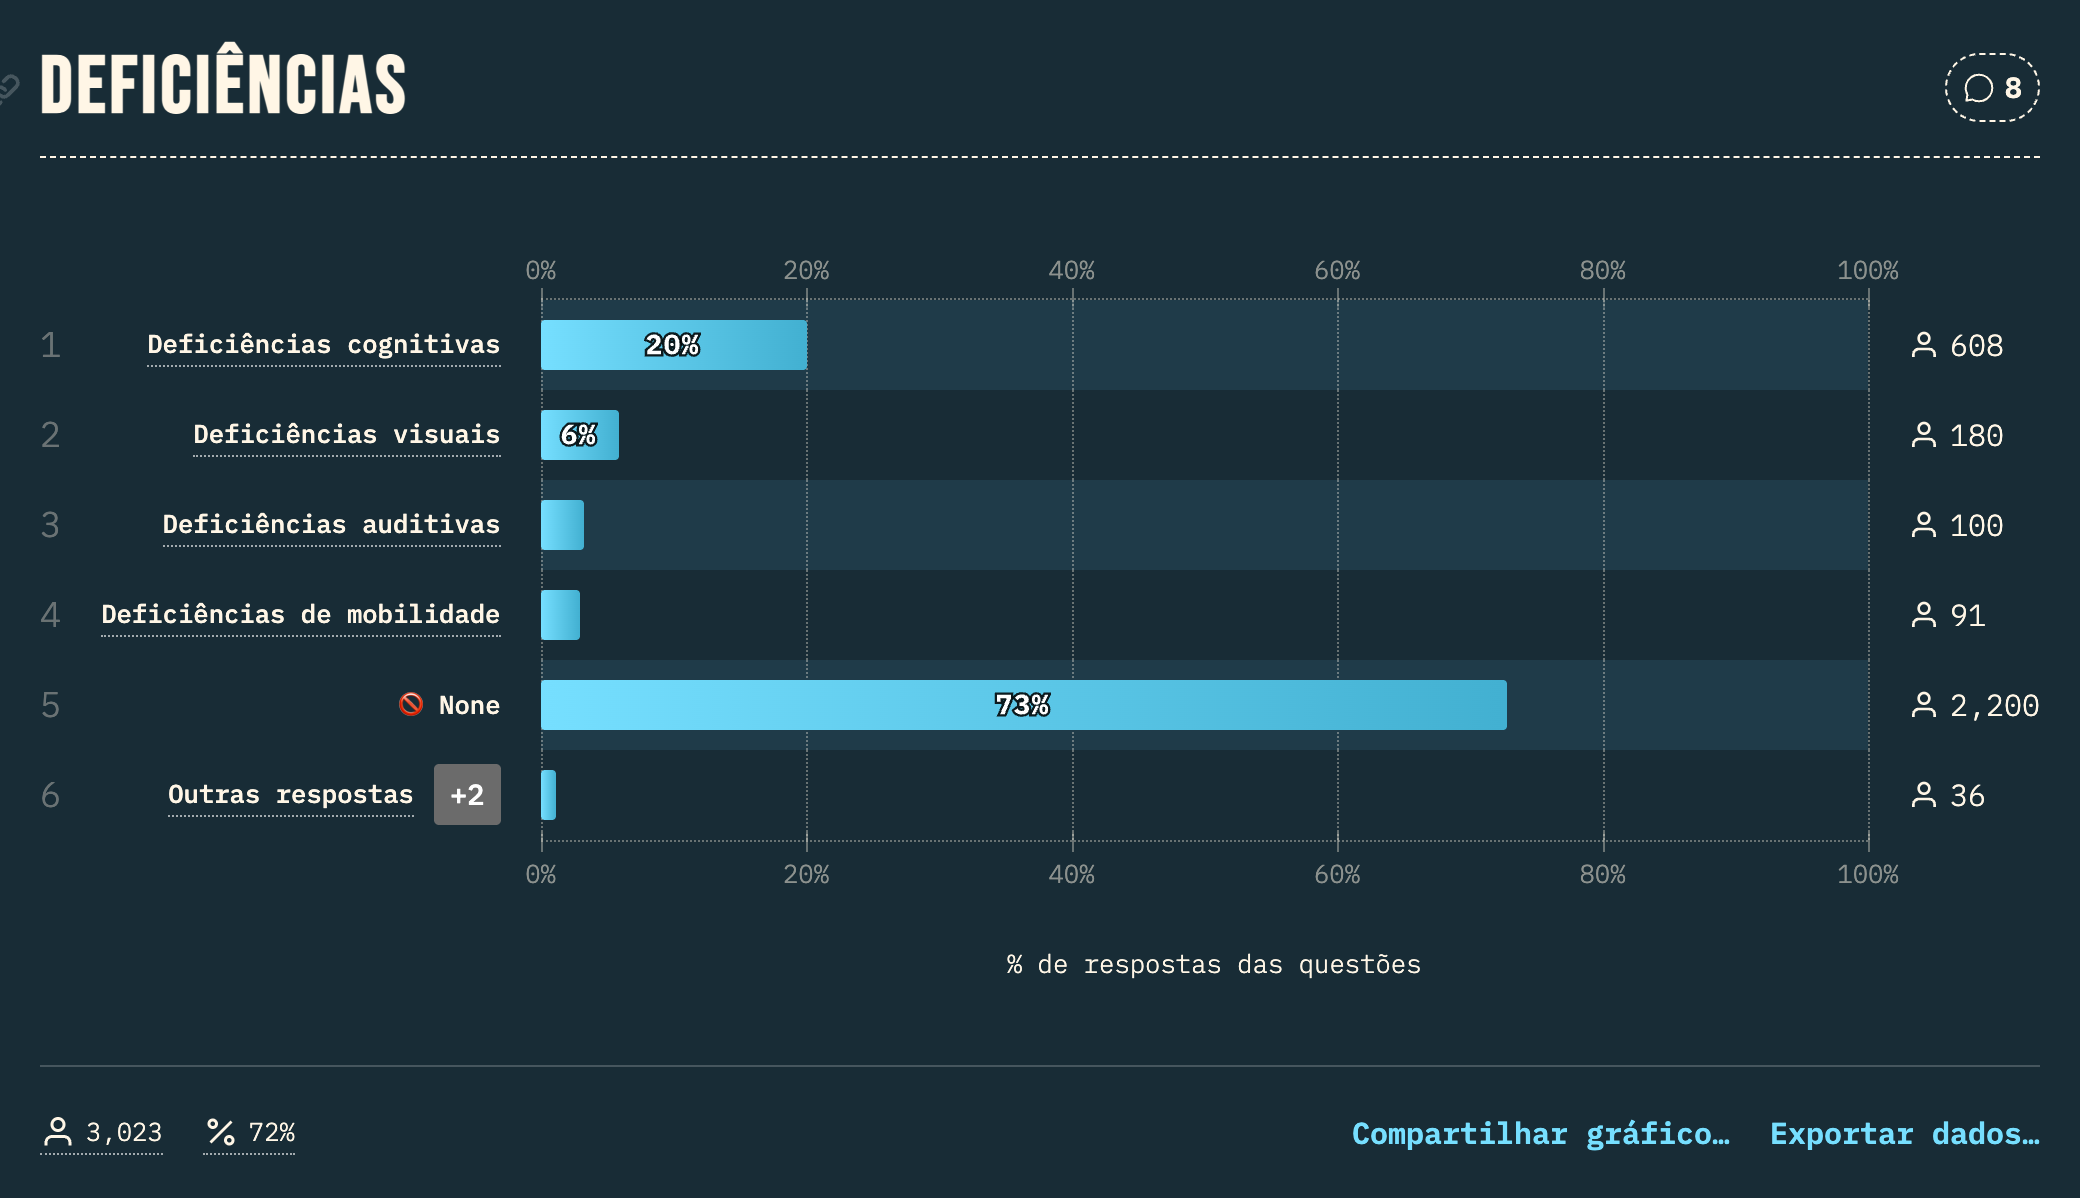 DEFICIÊNCIAS
8
0% 20% 40% 60% 80% 100%
1 Deficiências cognitivas 20% 608
2 Deficiências visuais 6% 180
3 Deficiências auditivas 100
4 Deficiências de mobilidade 91
5 None 73% 2,200
6 Outras respostas +2 36
0% 20% 40% 60% 80% 100%
% de respostas das questões
3,023 72% Compartilhar gráfico… Exportar dados…